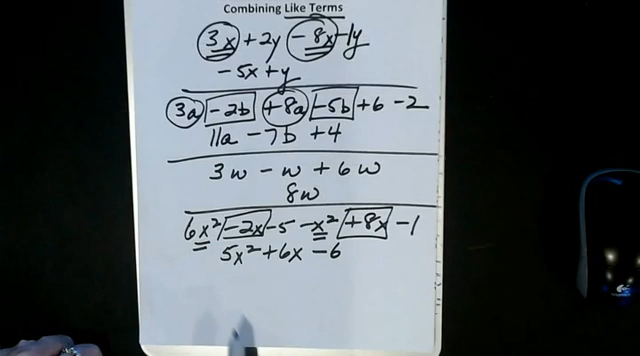 Combining Like Terms
3x + 2y - 8x - 1y
- 5x + y
3a - 2b + 8a - 5b + 6 - 2
11a - 7b + 4
3w - w + 6w
8w
6x² - 2x - 5 - x² + 8x - 1
5x² + 6x - 6